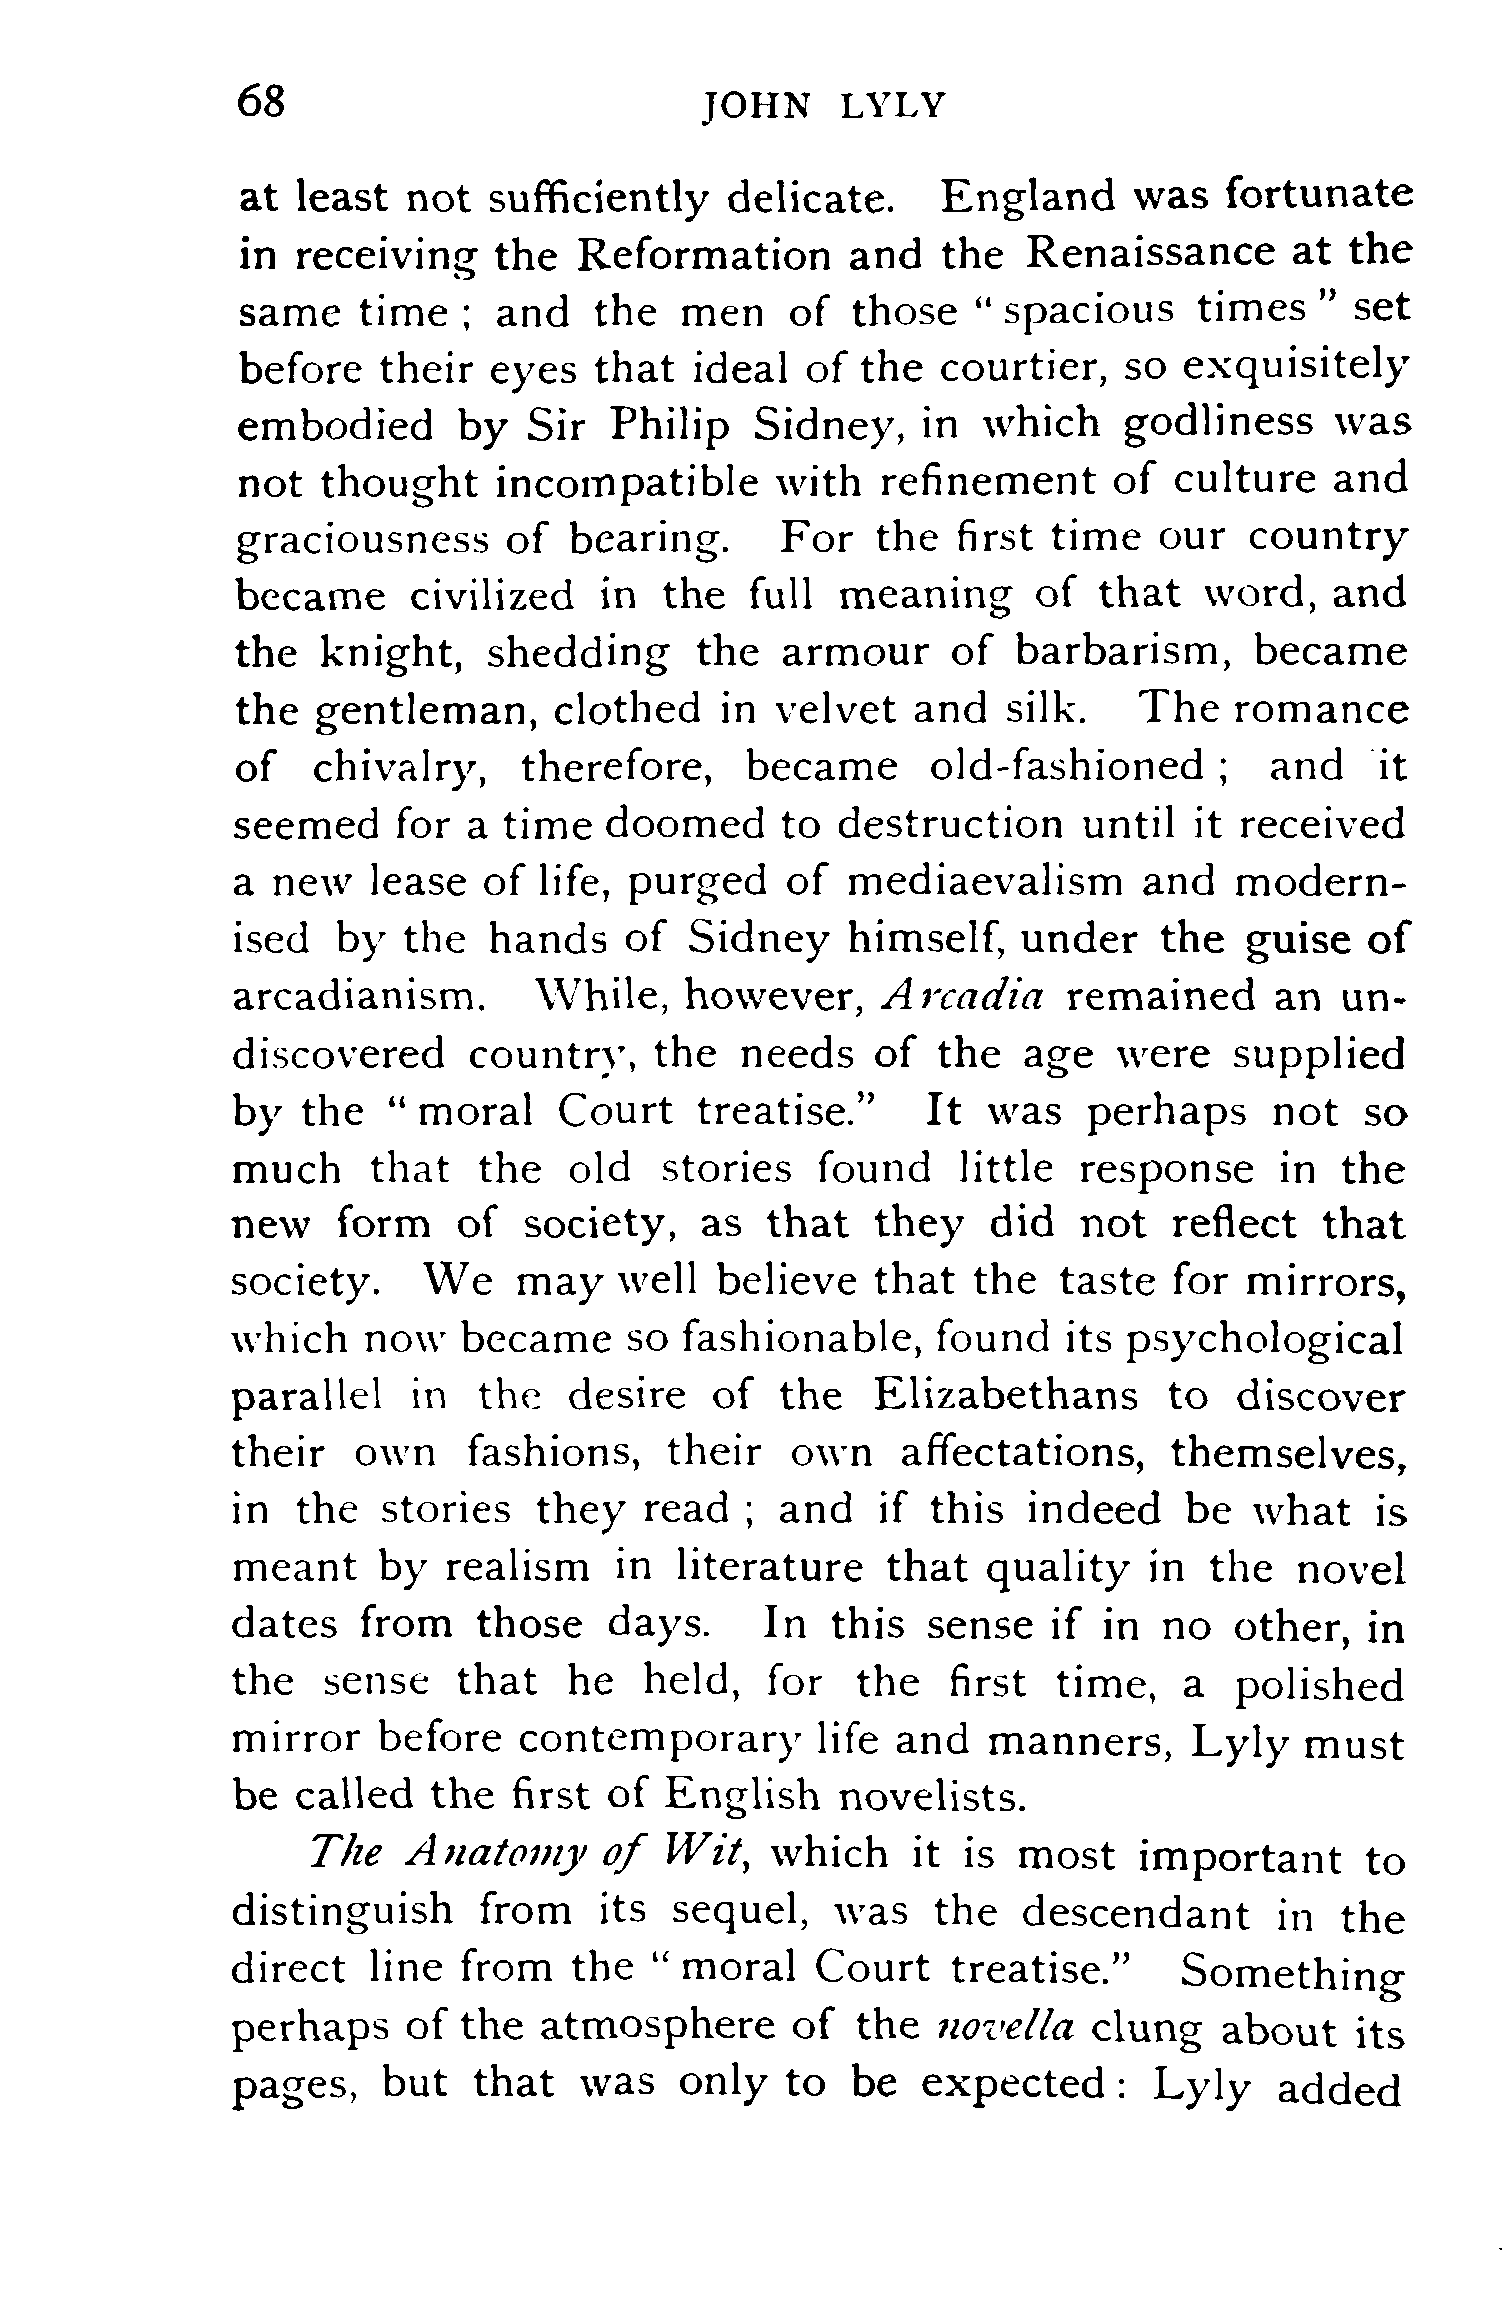 68 JOHN LYLY
at least not sufficiently delicate. England was fortunate
in receiving the Reformation and the Renaissance at the
same time ; and the men of those " spacious times " set
before their eyes that ideal of the courtier, so exquisitely
embodied by Sir Philip Sidney, in which godliness was
not thought incompatible with refinement of culture and
graciousness of bearing. For the first time our country
became civilized in the full meaning of that word, and
the knight, shedding the armour of barbarism, became
the gentleman, clothed in velvet and silk. The romance
of chivalry, therefore, became old-fashioned ; and it
seemed for a time doomed to destruction until it received
a new lease of life, purged of mediaevalism and modern-
ised by the hands of Sidney himself, under the guise of
arcadianism. While, however, Arcadia remained an un-
discovered country, the needs of the age were supplied
by the " moral Court treatise." It was perhaps not so
much that the old stories found little response in the
new form of society, as that they did not reflect that
society. We may well believe that the taste for mirrors,
which now became so fashionable, found its psychological
parallel in the desire of the Elizabethans to discover
their own fashions, their own affectations, themselves,
in the stories they read ; and if this indeed be what is
meant by realism in literature that quality in the novel
dates from those days. In this sense if in no other, in
the sense that he held, for the first time, a polished
mirror before contemporary life and manners, Lyly must
be called the first of English novelists.
The Anatomy of Wit, which it is most important to
distinguish from its sequel, was the descendant in the
direct line from the " moral Court treatise." Something
perhaps of the atmosphere of the novella clung about its
pages, but that was only to be expected : Lyly added